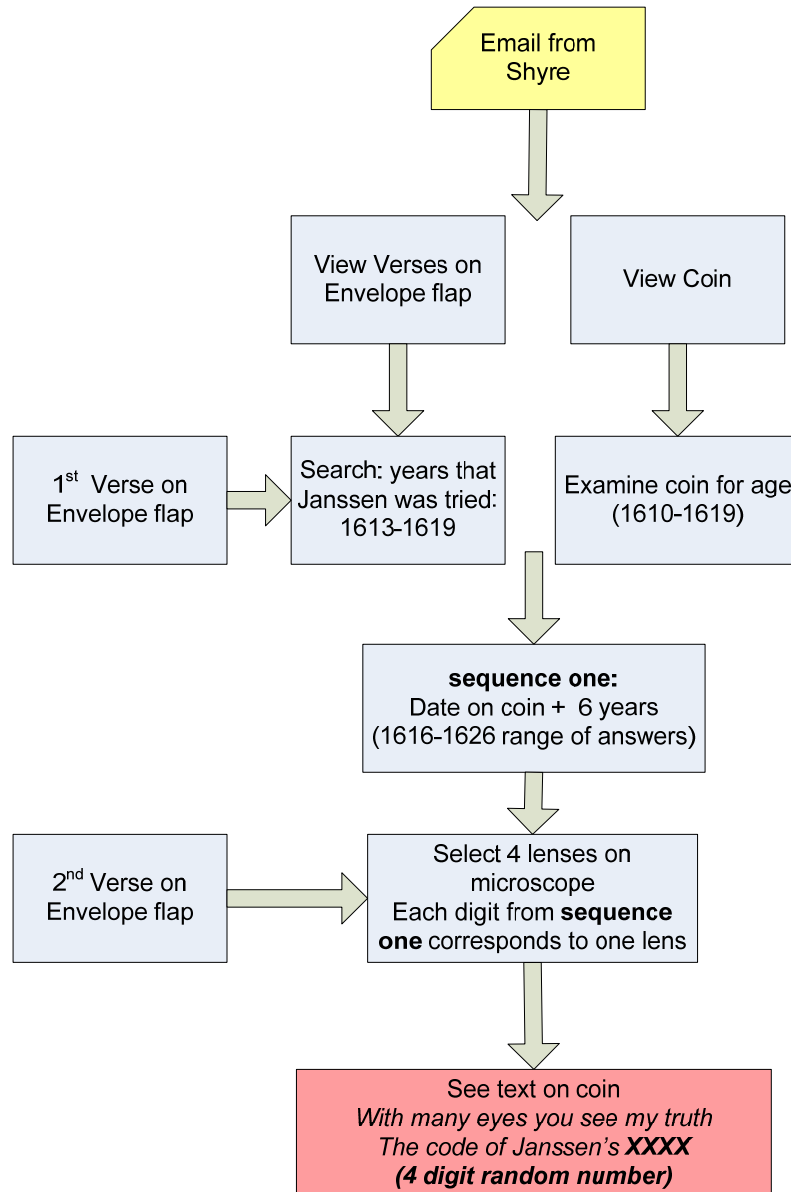 Email from
Shyre
View Verses on
Envelope flap
View Coin
1st Verse on
Envelope flap
Search: years that
Janssen was tried:
1613-1619
Examine coin for age
(1610-1619)
sequence one:
Date on coin + 6 years
(1616-1626 range of answers)
2nd Verse on
Envelope flap
Select 4 lenses on
microscope
Each digit from sequence
one corresponds to one lens
See text on coin
With many eyes you see my truth
The code of Janssen's XXXX
(4 digit random number)